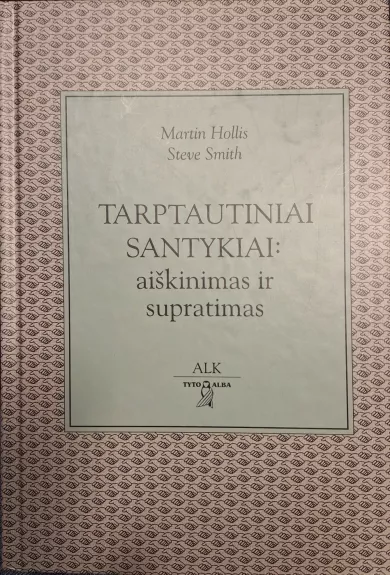 Martin Hollis
Steve Smith
TARPTAUTINIAI
SANTYKIAI:
aiškinimas ir
supratimas
ALK
TYTO ALBA